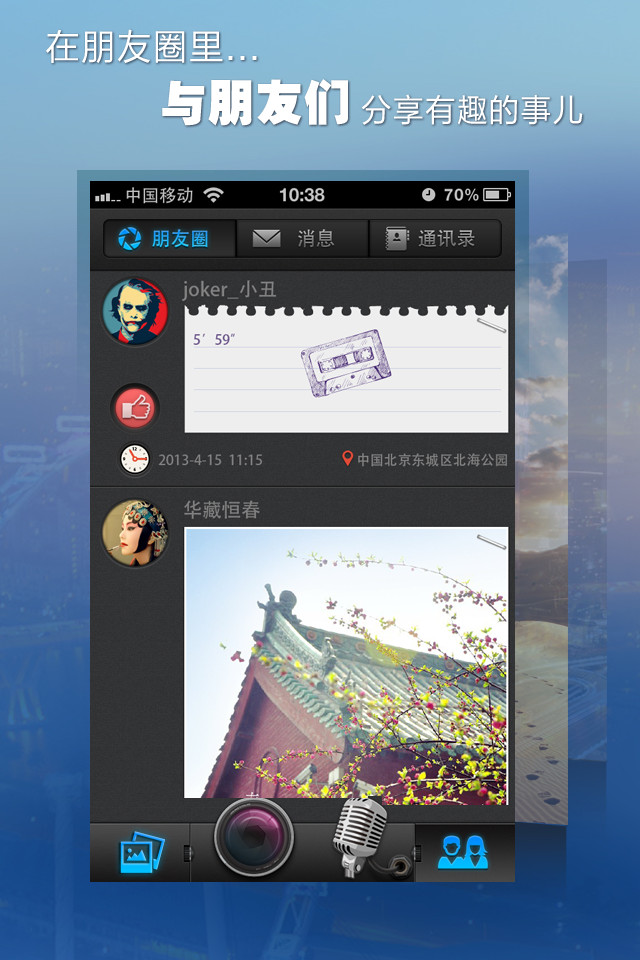 在朋友圈里...
与朋友们 分享有趣的事儿
中国移动 10:38 70%
朋友圈 消息 通讯录
joker_小丑
5' 59"
2013-4-15 11:15 中国北京东城区北海公园
华藏恒春